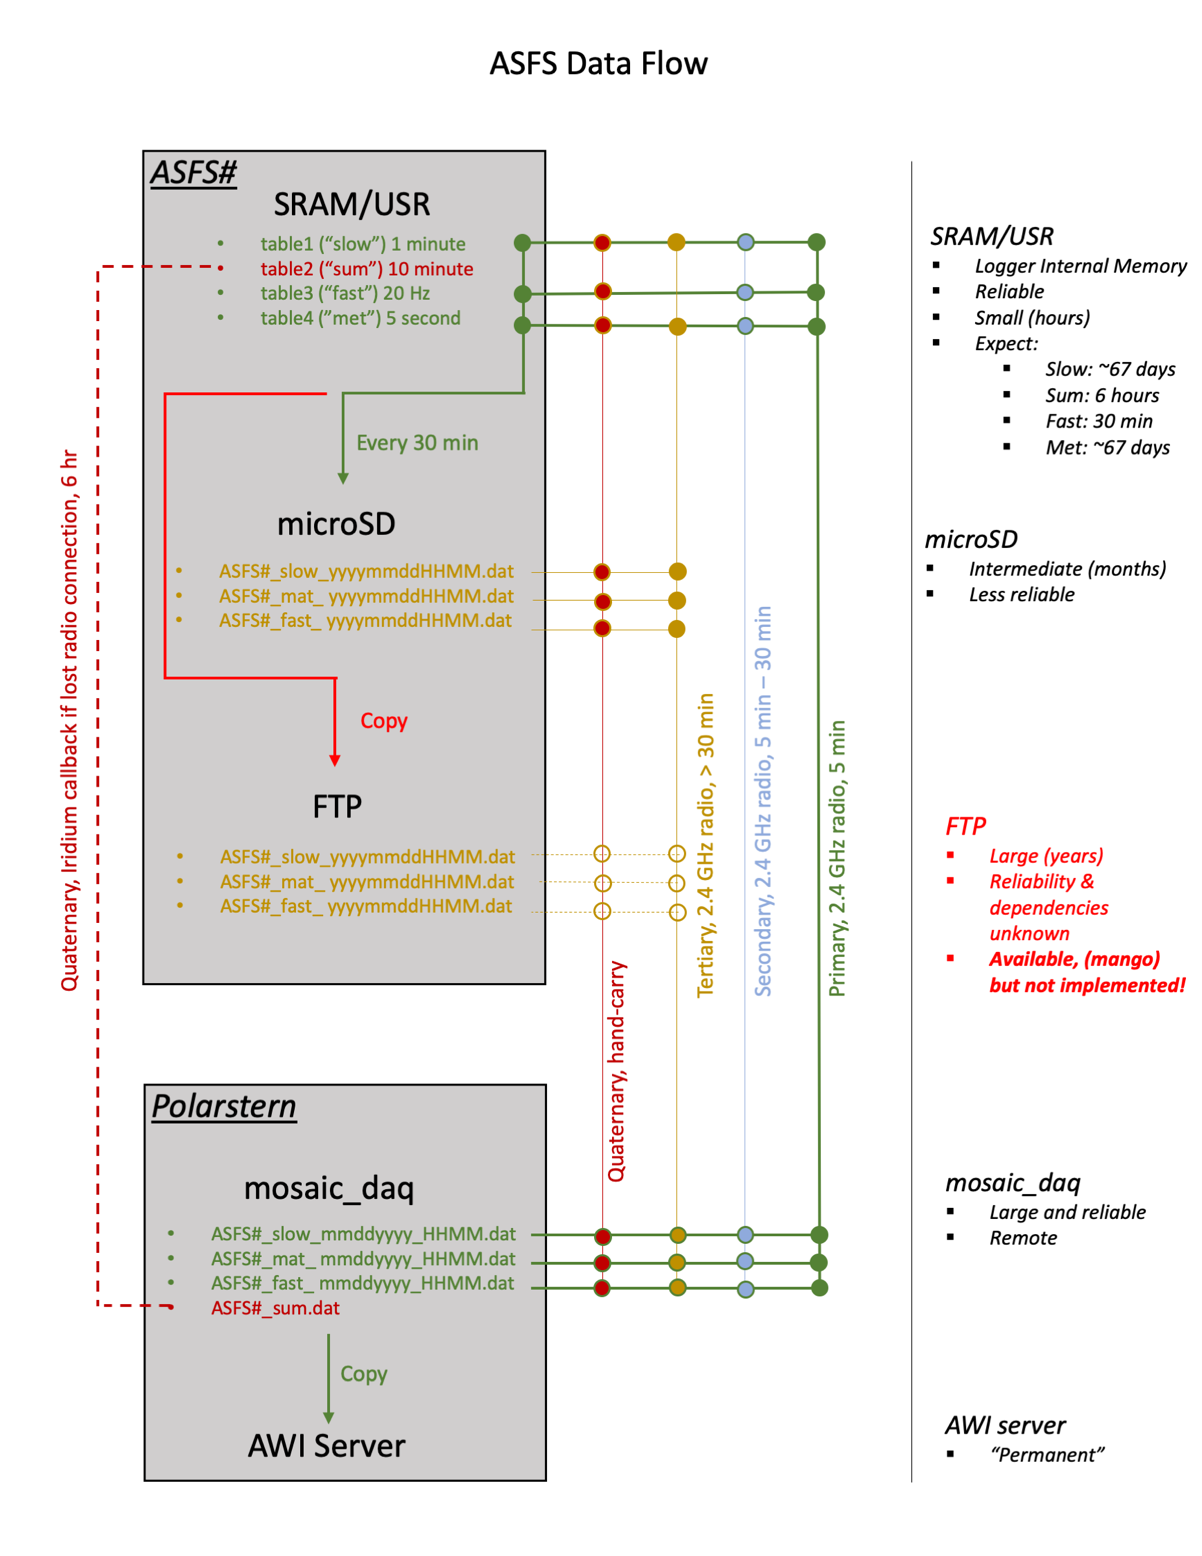 ASFS Data Flow
ASFS#
SRAM/USR
• table1 (“slow”) 1 minute
• table2 (“sum”) 10 minute
• table3 (“fast”) 20 Hz
• table4 (”met”) 5 second
Every 30 min
microSD
• ASFS#_slow_yyyymmddHHMM.dat
• ASFS#_mat_ yyyymmddHHMM.dat
• ASFS#_fast_ yyyymmddHHMM.dat
Copy
FTP
• ASFS#_slow_yyyymmddHHMM.dat
• ASFS#_mat_ yyyymmddHHMM.dat
• ASFS#_fast_ yyyymmddHHMM.dat
Polarstern
mosaic_daq
• ASFS#_slow_mmddyyyy_HHMM.dat
• ASFS#_mat_ mmddyyyy_HHMM.dat
• ASFS#_fast_ mmddyyyy_HHMM.dat
• ASFS#_sum.dat
Copy
AWI Server
Quaternary, Iridium callback if lost radio connection, 6 hr
Quaternary, hand-carry
Tertiary, 2.4 GHz radio, > 30 min
Secondary, 2.4 GHz radio, 5 min – 30 min
Primary, 2.4 GHz radio, 5 min
SRAM/USR
▪ Logger Internal Memory
▪ Reliable
▪ Small (hours)
▪ Expect:
▪ Slow: ~67 days
▪ Sum: 6 hours
▪ Fast: 30 min
▪ Met: ~67 days
microSD
▪ Intermediate (months)
▪ Less reliable
FTP
▪ Large (years)
▪ Reliability &
dependencies
unknown
▪ Available, (mango)
but not implemented!
mosaic_daq
▪ Large and reliable
▪ Remote
AWI server
▪ “Permanent”